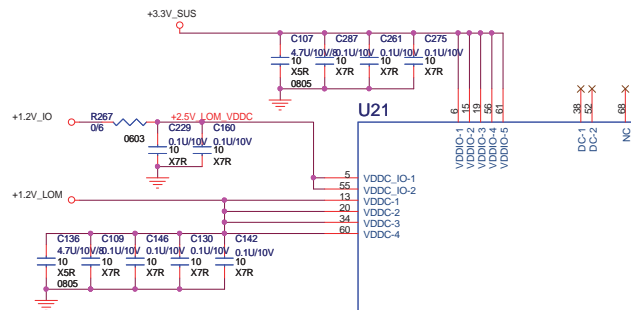 +3.3V_SUS
C107 C287 C261 C275
4.7U/10V/8 0.1U/10V 0.1U/10V 0.1U/10V
10 10 10 10
X5R X7R X7R X7R
0805
U21
+1.2V_IO R267 +2.5V_LOM_VDDC
0/6 0603
C229 C160
0.1U/10V 0.1U/10V
10 10
X7R X7R
6 15 19 56 61 38 52 68
VDDIO-1 VDDIO-2 VDDIO-3 VDDIO-4 VDDIO-5 DC-1 DC-2 NC
5 VDDC_IO-1
55 VDDC_IO-2
+1.2V_LOM 13 VDDC-1
20 VDDC-2
34 VDDC-3
60 VDDC-4
C136 C109 C146 C130 C142
4.7U/10V/8 0.1U/10V 0.1U/10V 0.1U/10V 0.1U/10V
10 10 10 10 10
X5R X7R X7R X7R X7R
0805